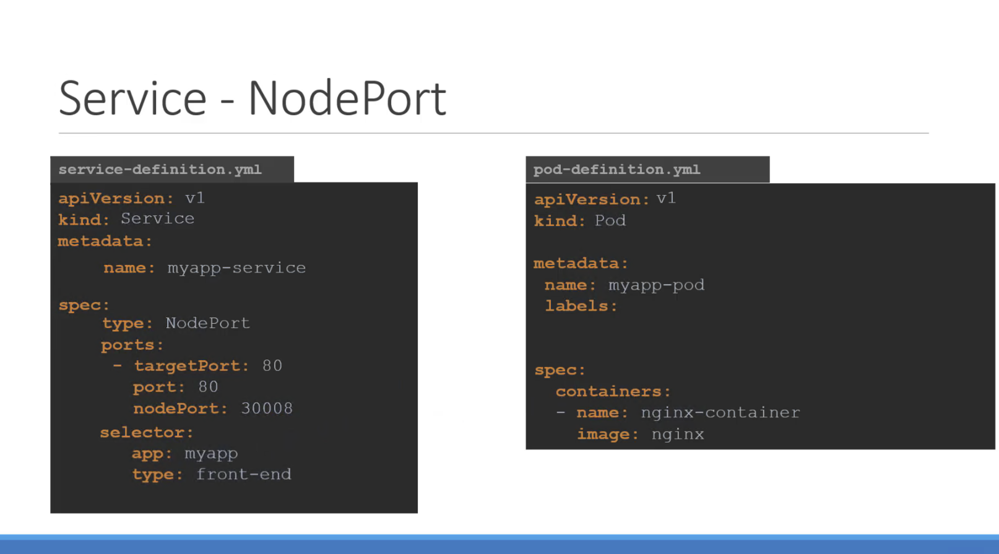 Service - NodePort
service-definition.yml
apiVersion: v1
kind: Service
metadata:
name: myapp-service
spec:
type: NodePort
ports:
- targetPort: 80
port: 80
nodePort: 30008
selector:
app: myapp
type: front-end
pod-definition.yml
apiVersion: v1
kind: Pod
metadata:
name: myapp-pod
labels:
spec:
containers:
- name: nginx-container
image: nginx